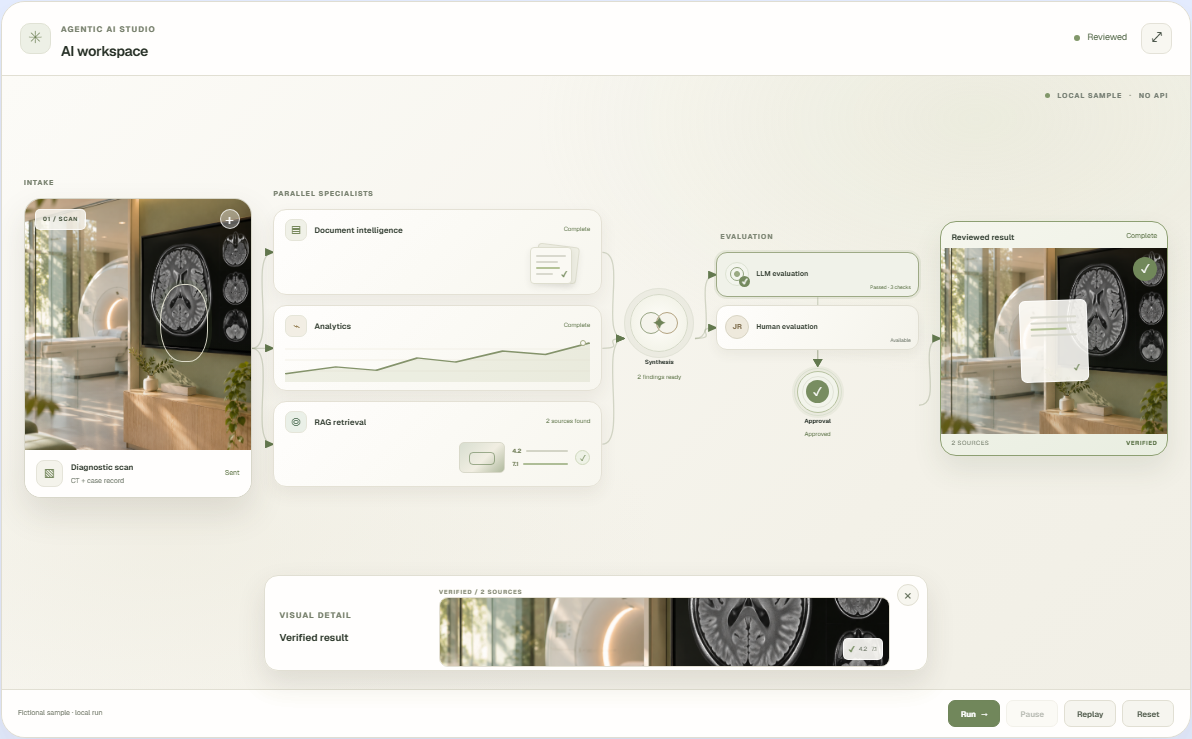 AGENTIC AI STUDIO
AI workspace
Reviewed
LOCAL SAMPLE · NO API
INTAKE
01 / SCAN
Diagnostic scan
CT + case record
Sent
PARALLEL SPECIALISTS
Document intelligence
Complete
Analytics
Complete
RAG retrieval
2 sources found
4.2
7.1
Synthesis
2 findings ready
EVALUATION
LLM evaluation
Passed · 3 checks
JR
Human evaluation
Available
Approval
Approved
Reviewed result
Complete
2 SOURCES
VERIFIED
VISUAL DETAIL
Verified result
VERIFIED / 2 SOURCES
4.2 7.1
Fictional sample · local run
Run →
Pause
Replay
Reset